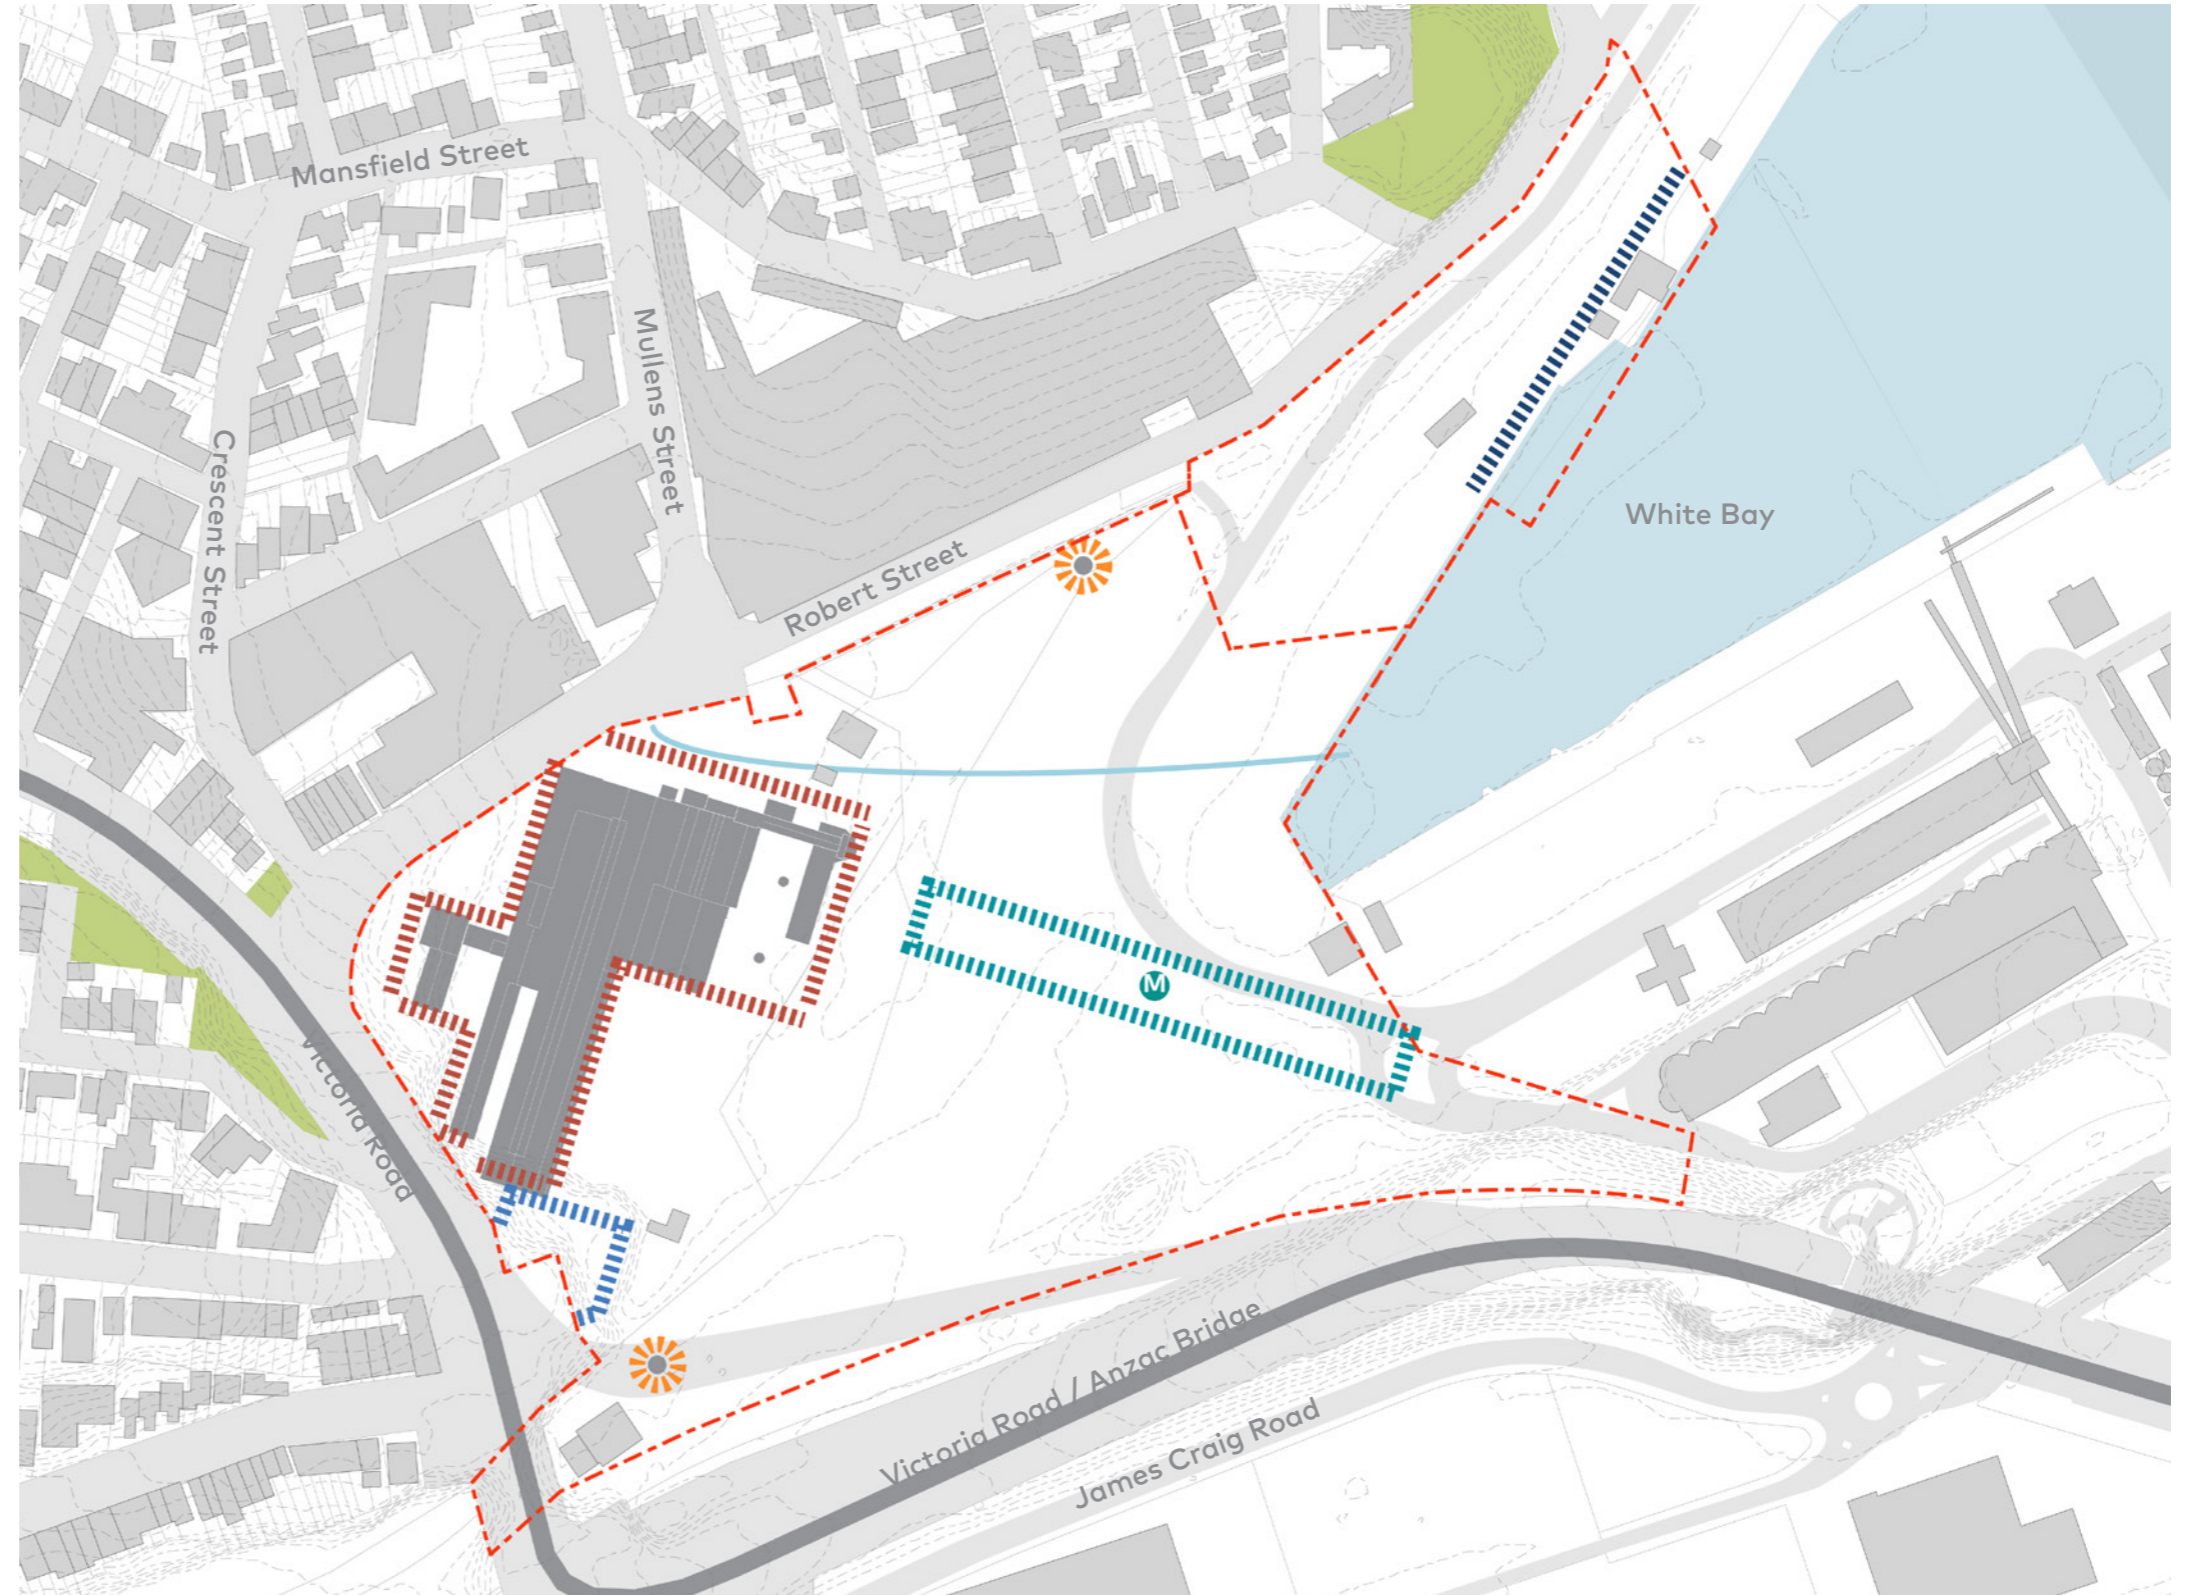 Mansfield Street
Mullens Street
Crescent Street
White Bay
Robert Street
M
Victoria Road
Victoria Road / Anzac Bridge
James Craig Road